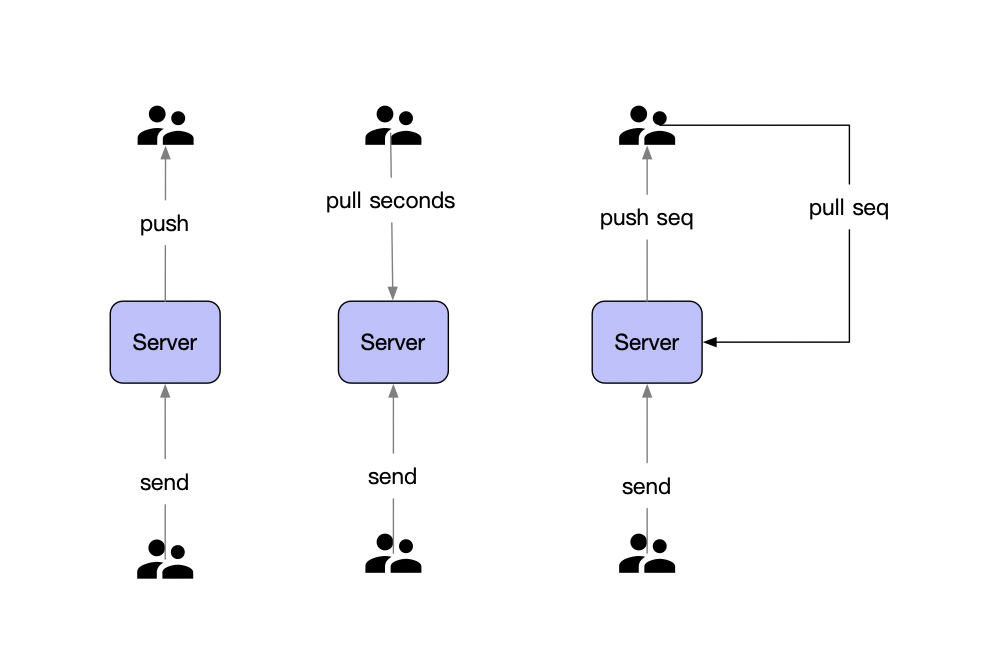 push
Server
send
pull seconds
Server
send
push seq
pull seq
Server
send